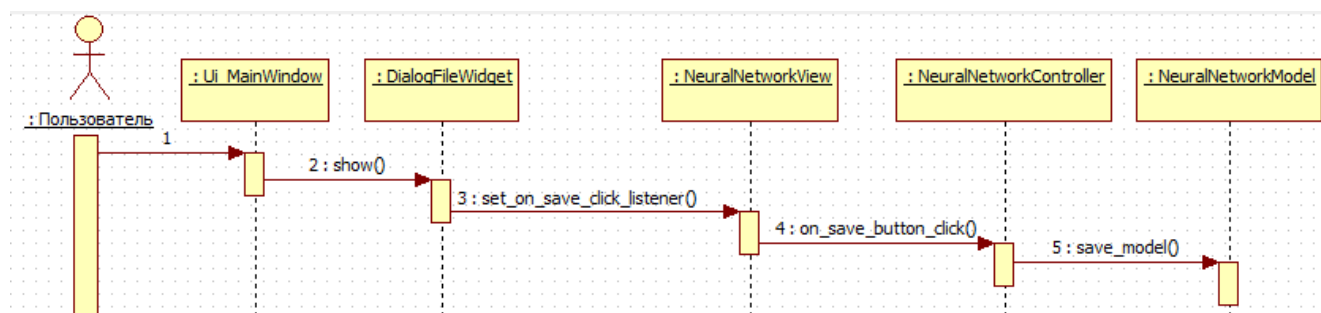 : Ui_MainWindow
: DialogFileWidget
: NeuralNetworkView
: NeuralNetworkController
: NeuralNetworkModel
: Пользователь
1
2 : show()
3 : set_on_save_click_listener()
4 : on_save_button_click()
5 : save_model()